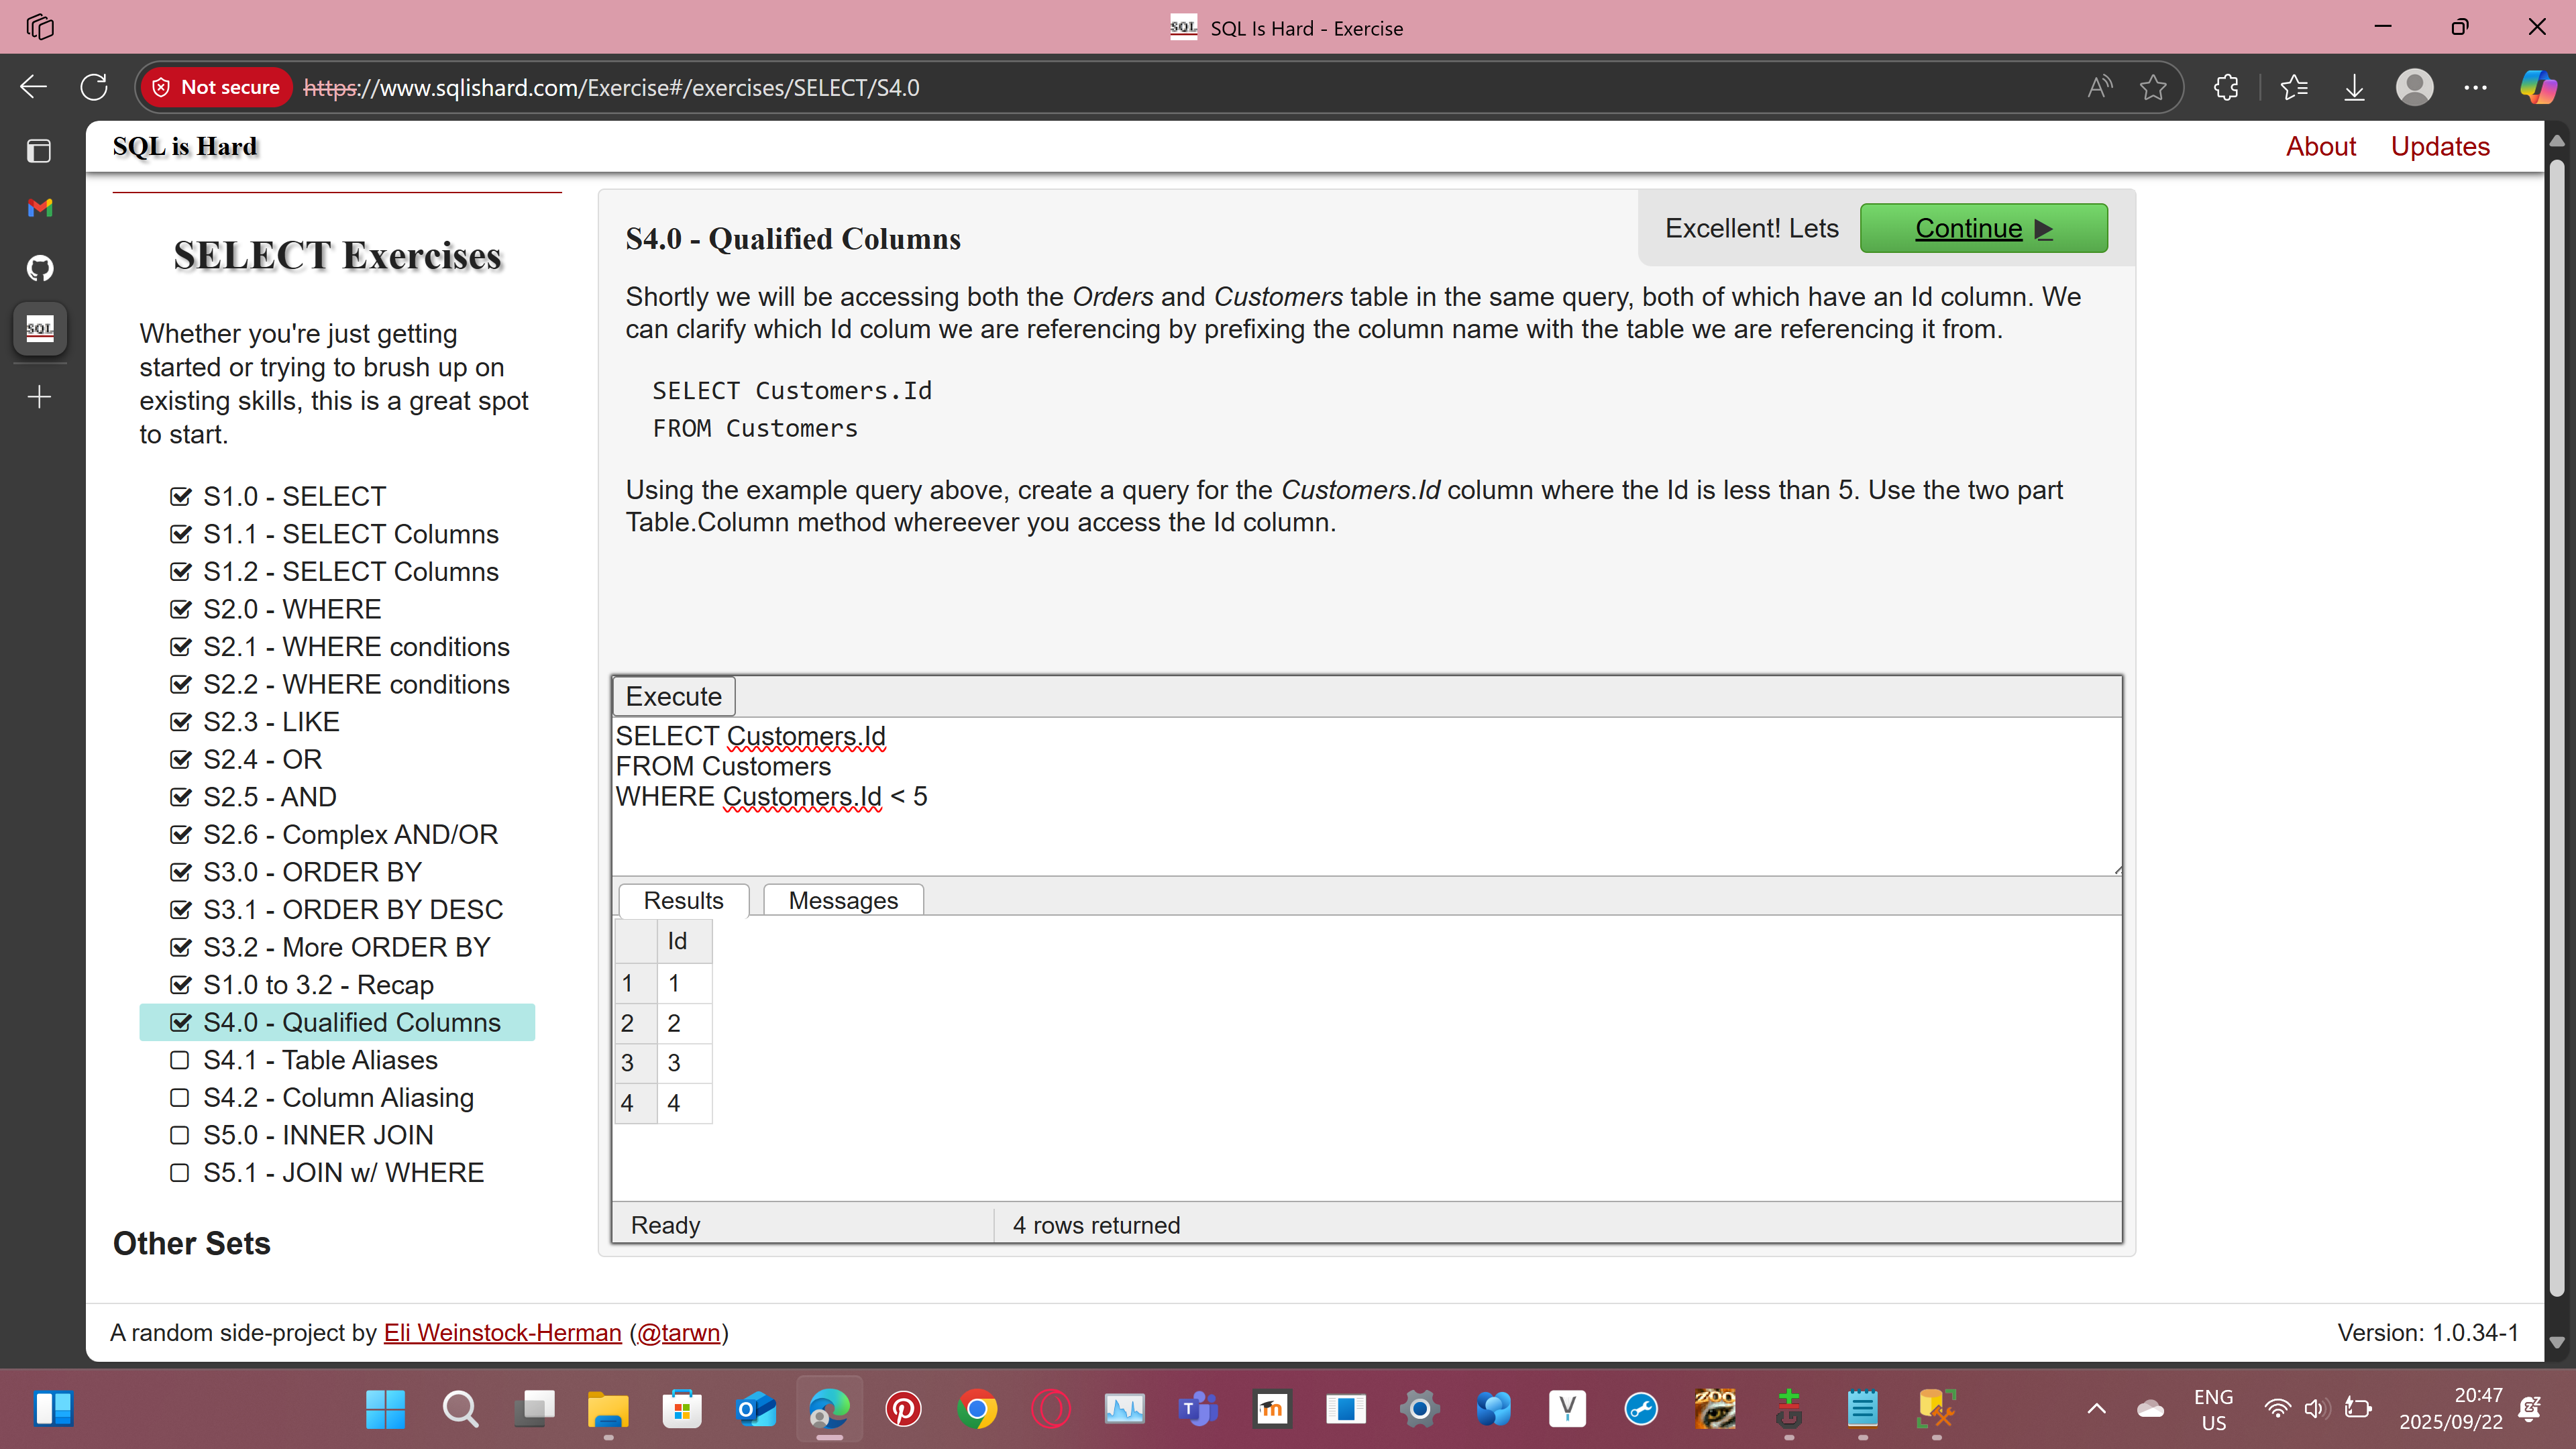 SQL SQL Is Hard - Exercise
Not secure https://www.sqlishard.com/Exercise#/exercises/SELECT/S4.0
SQL is Hard
About Updates
SELECT Exercises
Whether you're just getting
started or trying to brush up on
existing skills, this is a great spot
to start.
S1.0 - SELECT
S1.1 - SELECT Columns
S1.2 - SELECT Columns
S2.0 - WHERE
S2.1 - WHERE conditions
S2.2 - WHERE conditions
S2.3 - LIKE
S2.4 - OR
S2.5 - AND
S2.6 - Complex AND/OR
S3.0 - ORDER BY
S3.1 - ORDER BY DESC
S3.2 - More ORDER BY
S1.0 to 3.2 - Recap
S4.0 - Qualified Columns
S4.1 - Table Aliases
S4.2 - Column Aliasing
S5.0 - INNER JOIN
S5.1 - JOIN w/ WHERE
Other Sets
S4.0 - Qualified Columns
Excellent! Lets Continue
Shortly we will be accessing both the Orders and Customers table in the same query, both of which have an Id column. We
can clarify which Id colum we are referencing by prefixing the column name with the table we are referencing it from.
SELECT Customers.Id
FROM Customers
Using the example query above, create a query for the Customers.Id column where the Id is less than 5. Use the two part
Table.Column method whereever you access the Id column.
Execute
SELECT Customers.Id
FROM Customers
WHERE Customers.Id < 5
Results Messages
Id
1 1
2 2
3 3
4 4
Ready 4 rows returned
A random side-project by Eli Weinstock-Herman (@tarwn)
Version: 1.0.34-1
ENG
US
20:47
2025/09/22